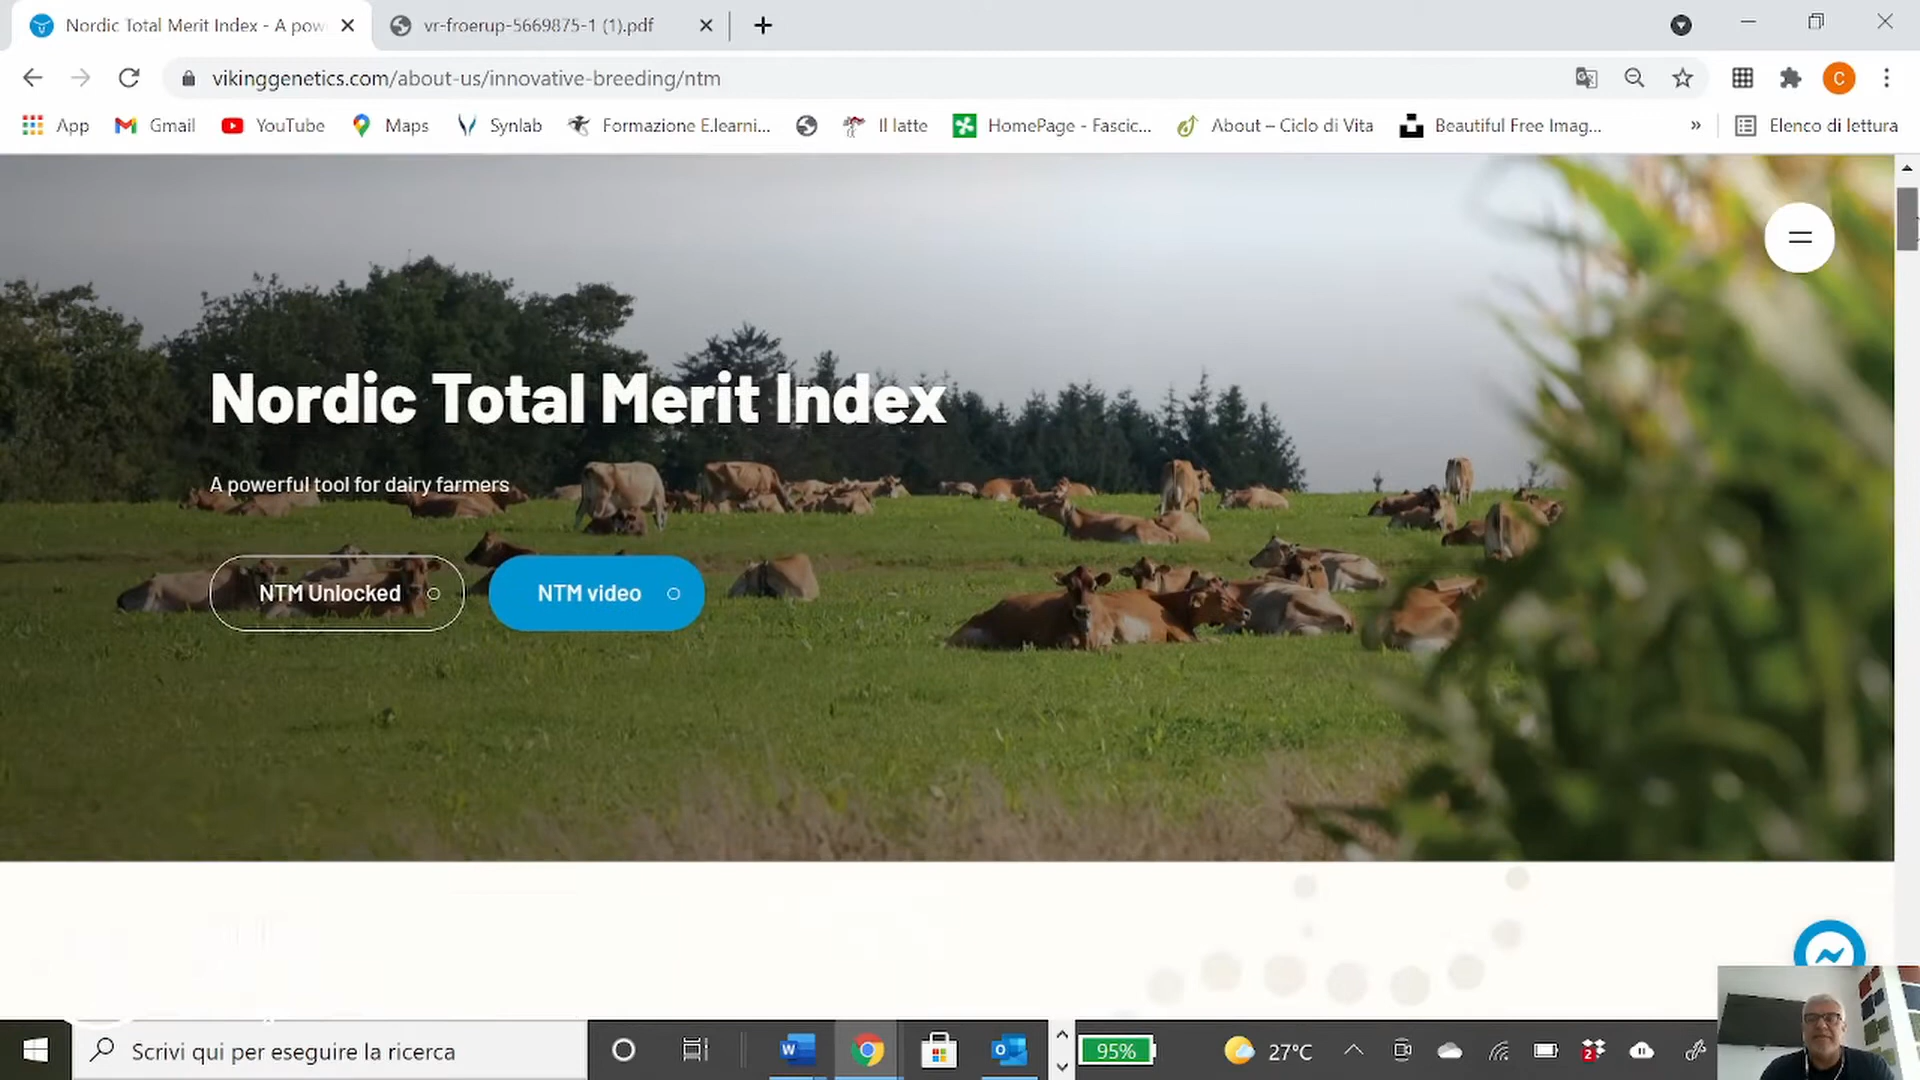 Nordic Total Merit Index - A pow
vr-froerup-5669875-1 (1).pdf
vikinggenetics.com/about-us/innovative-breeding/ntm
C
App
Gmail
YouTube
Maps
Synlab
Formazione E.learni...
Il latte
HomePage - Fascic...
About – Ciclo di Vita
Beautiful Free Imag...
»
Elenco di lettura
Nordic Total Merit Index
A powerful tool for dairy farmers
NTM Unlocked
NTM video
Scrivi qui per eseguire la ricerca
95%
27°C
2